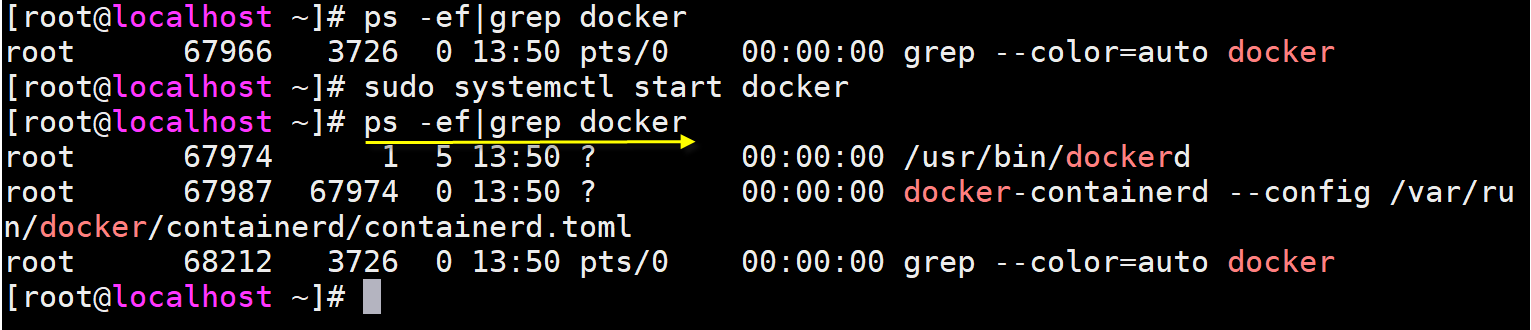 [root@localhost ~]# ps -ef|grep docker
root      67966   3726  0 13:50 pts/0    00:00:00 grep --color=auto docker
[root@localhost ~]# sudo systemctl start docker
[root@localhost ~]# ps -ef|grep docker
root      67974      1  5 13:50 ?        00:00:00 /usr/bin/dockerd
root      67987  67974  0 13:50 ?        00:00:00 docker-containerd --config /var/ru
n/docker/containerd/containerd.toml
root      68212   3726  0 13:50 pts/0    00:00:00 grep --color=auto docker
[root@localhost ~]#